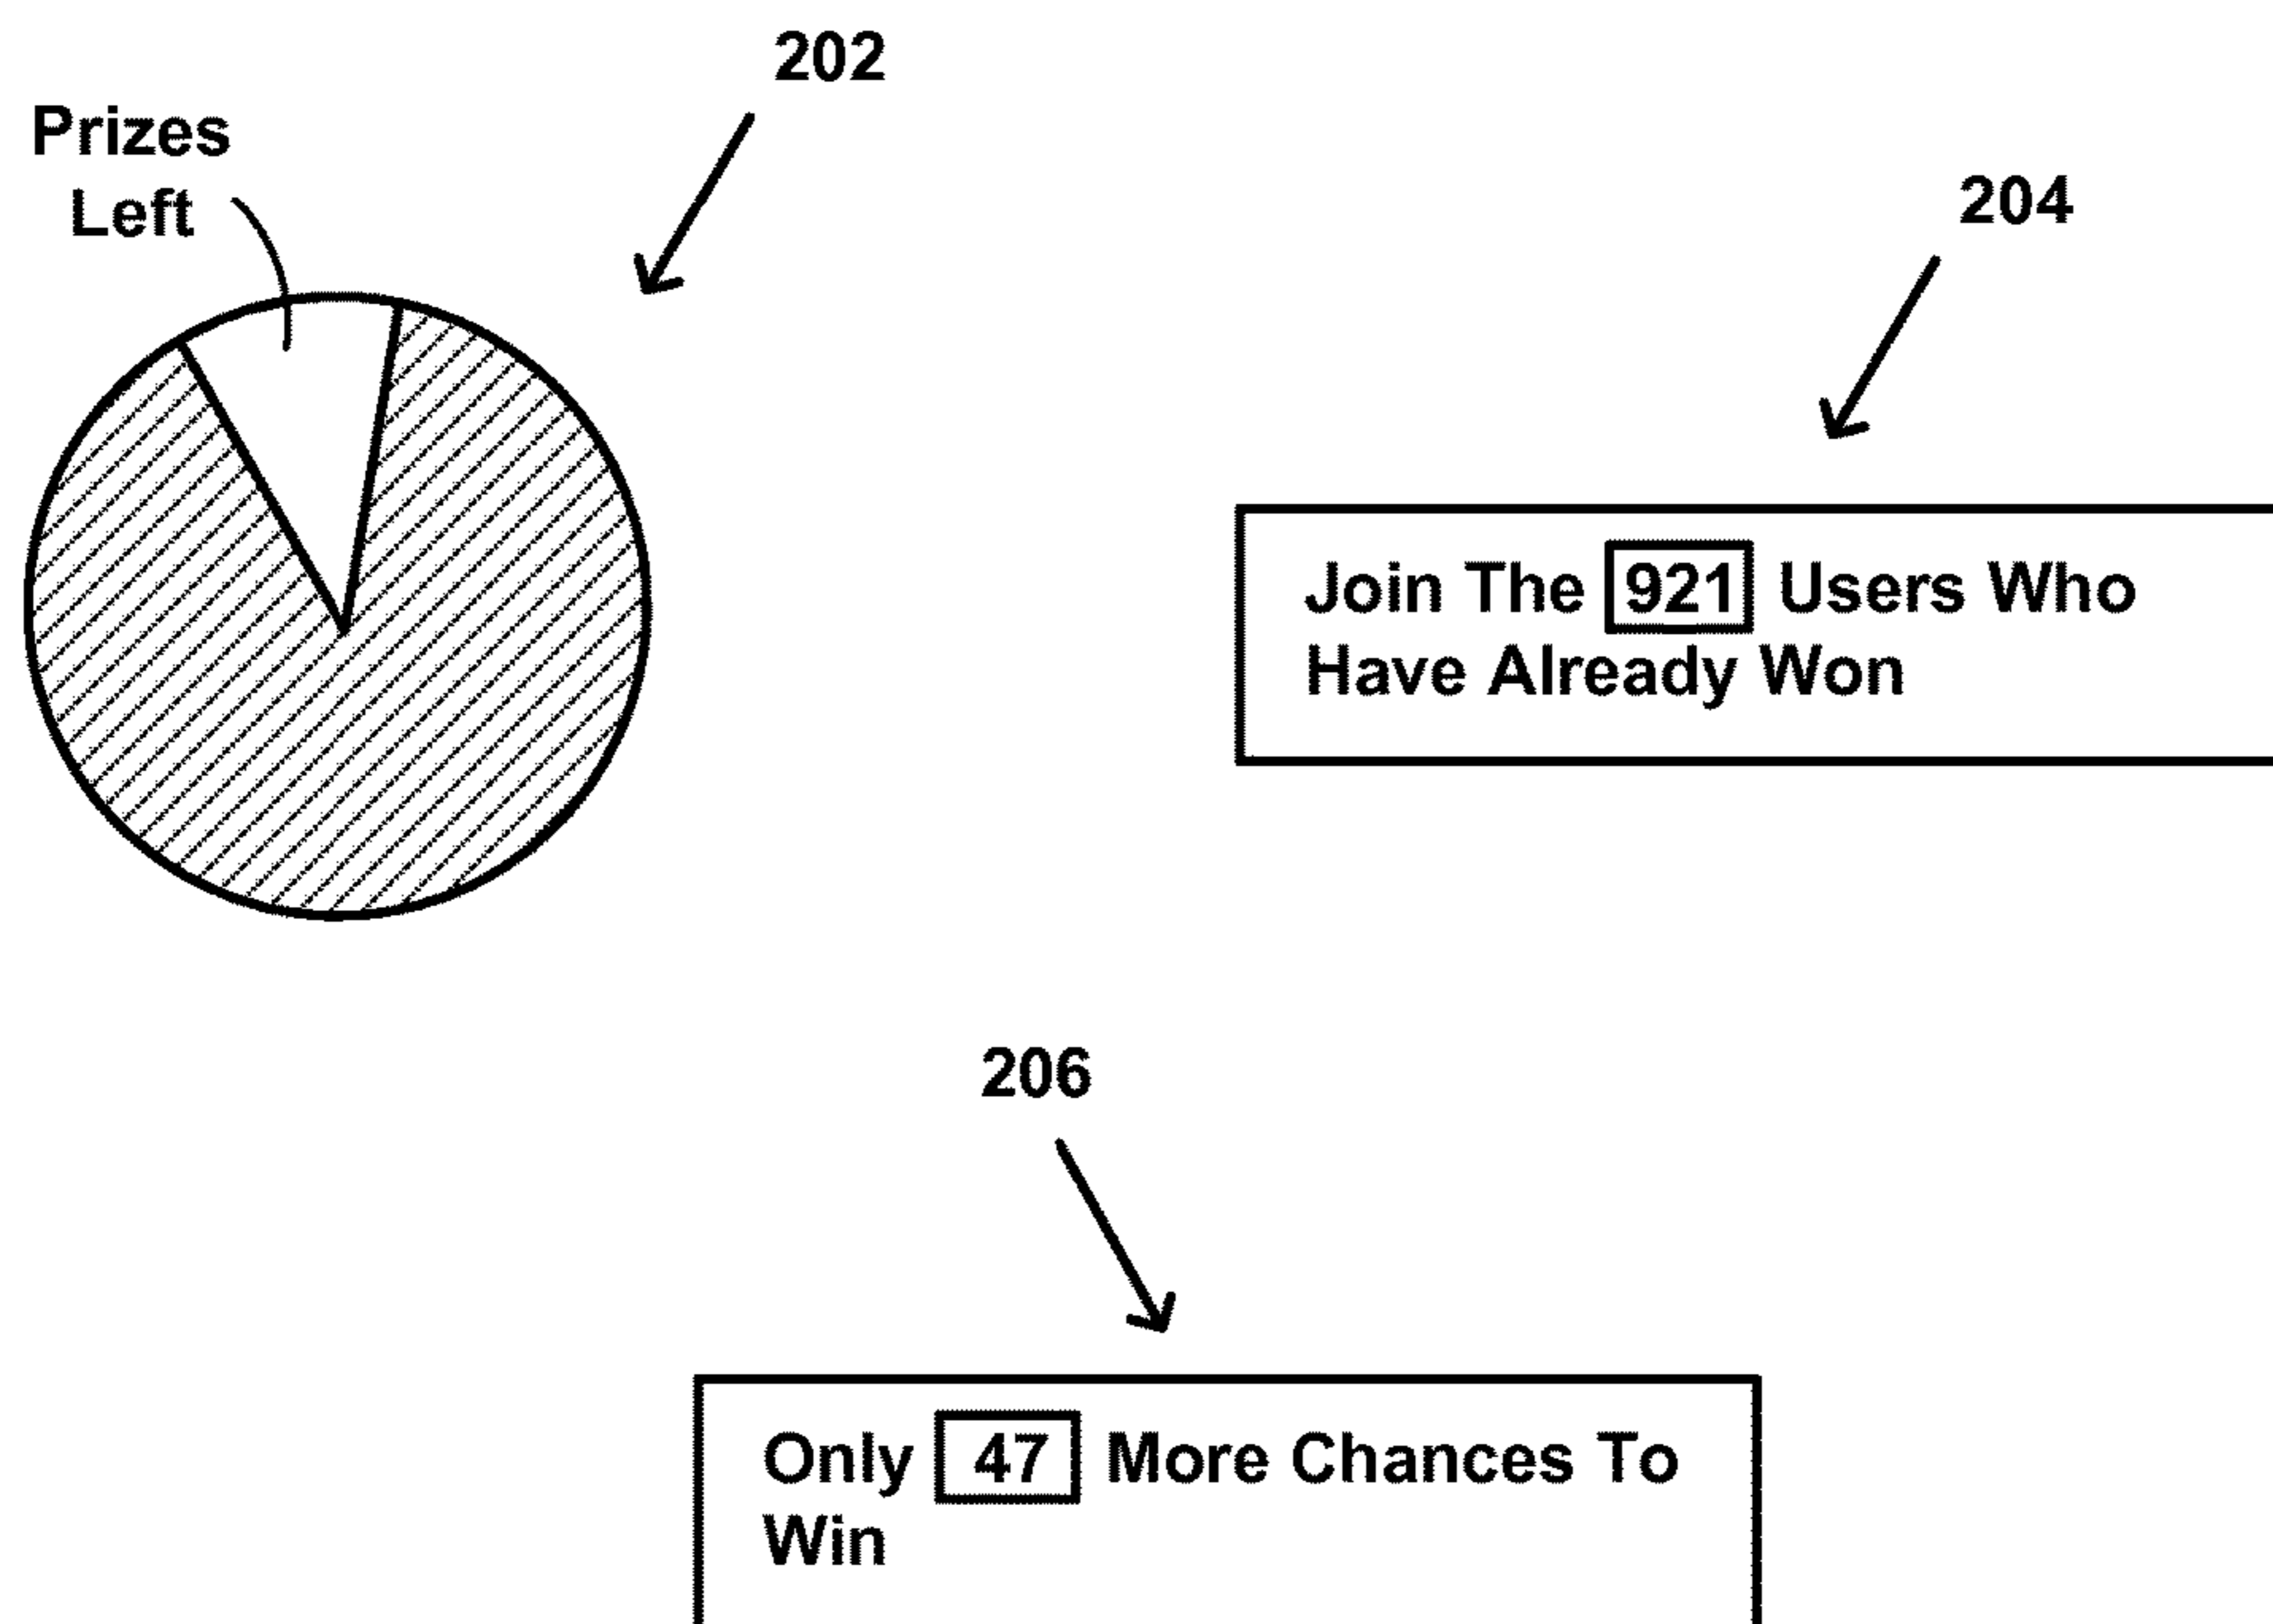 202
Prizes
Left
204
Join The 921 Users Who
Have Already Won
206
Only 47 More Chances To
Win